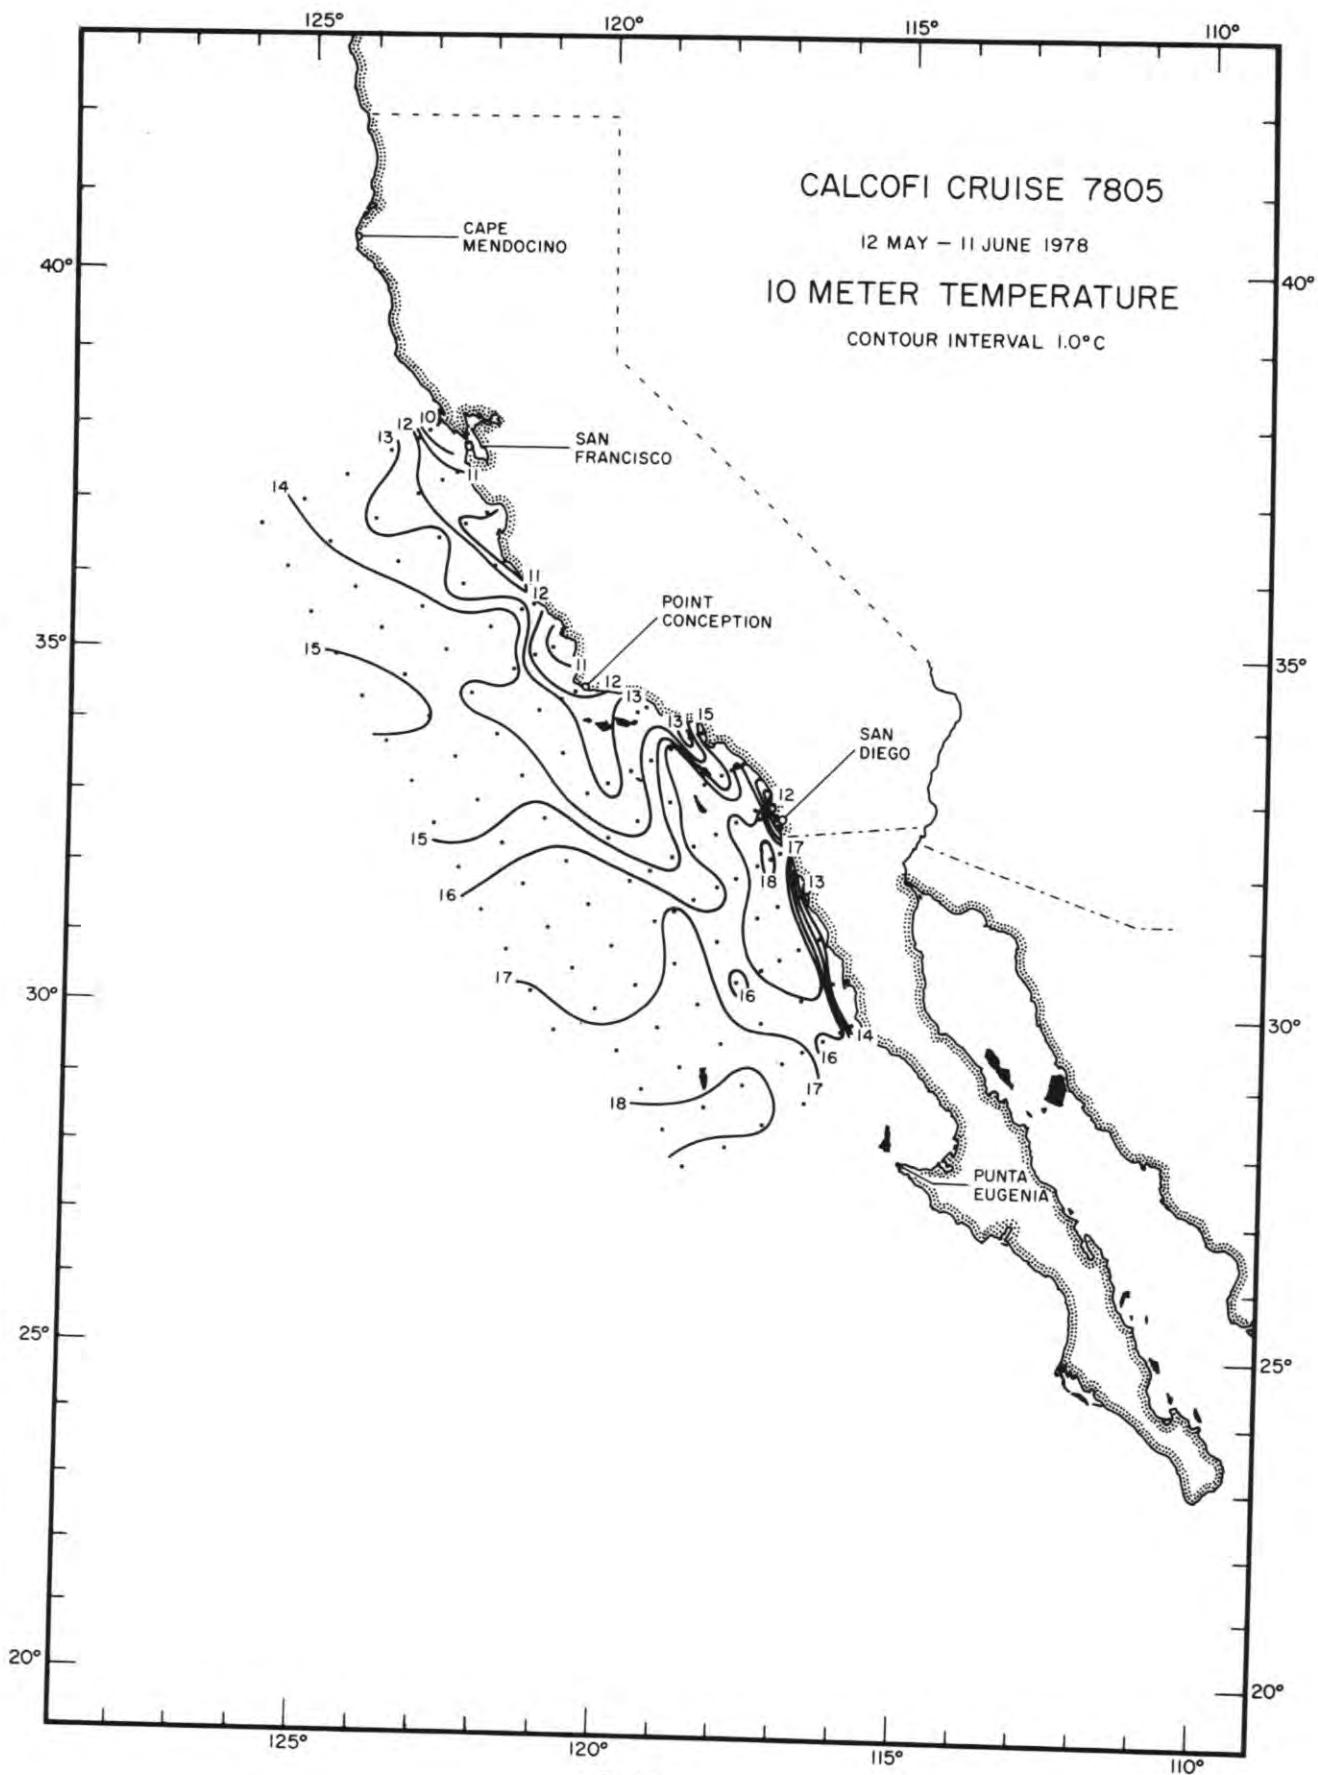 125° 120° 115° 110°
CALCOFI CRUISE 7805
12 MAY – 11 JUNE 1978
10 METER TEMPERATURE
CONTOUR INTERVAL 1.0°C
CAPE
MENDOCINO
40° 40°
13 12 10
SAN
FRANCISCO
11
14
11
12
POINT
CONCEPTION
35° 35°
15
11
12
13
13 15
SAN
DIEGO
12
15
17
16
18 13
17
30° 30°
16
14
16
17
18
PUNTA
EUGENIA
25° 25°
20° 20°
125° 120° 115° 110°